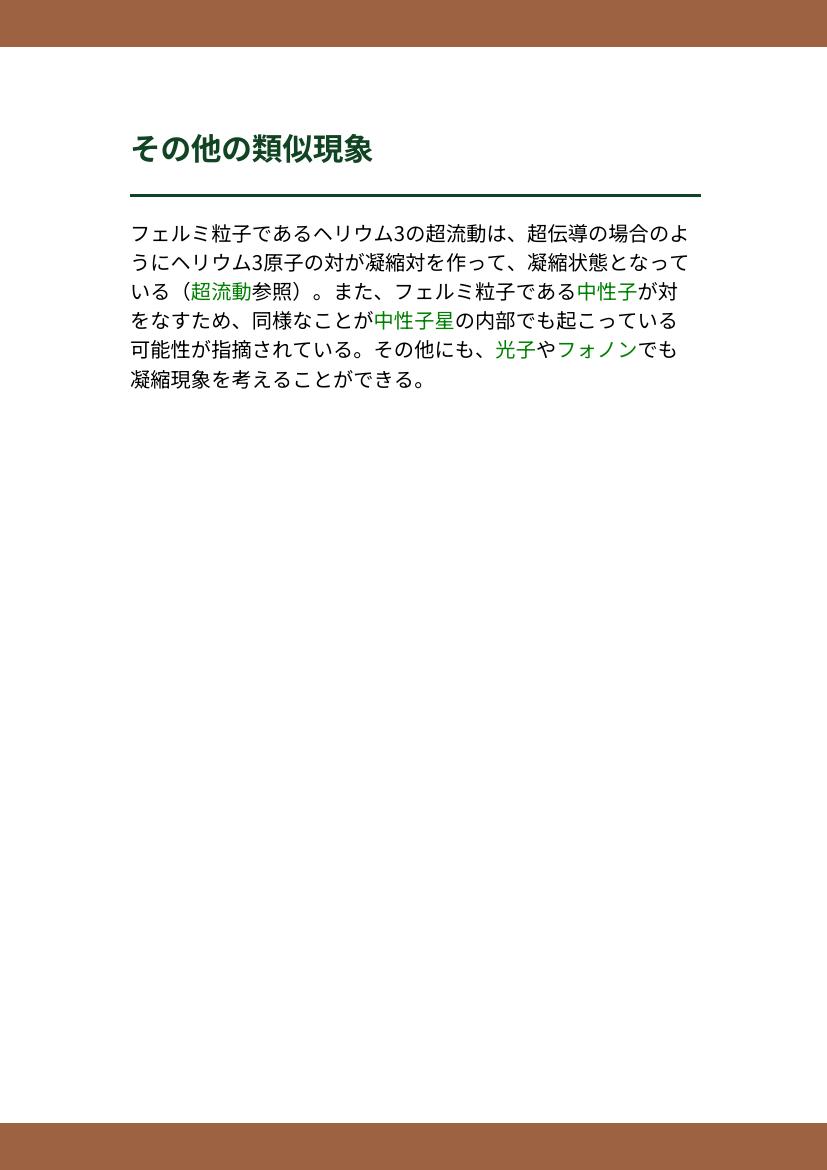 その他の類似現象
フェルミ粒子であるヘリウム3の超流動は、超伝導の場合のよ
うにヘリウム3原子の対が凝縮対を作って、凝縮状態となって
いる（超流動参照）。また、フェルミ粒子である中性子が対
をなすため、同様なことが中性子星の内部でも起こっている
可能性が指摘されている。その他にも、光子やフォノンでも
凝縮現象を考えることができる。